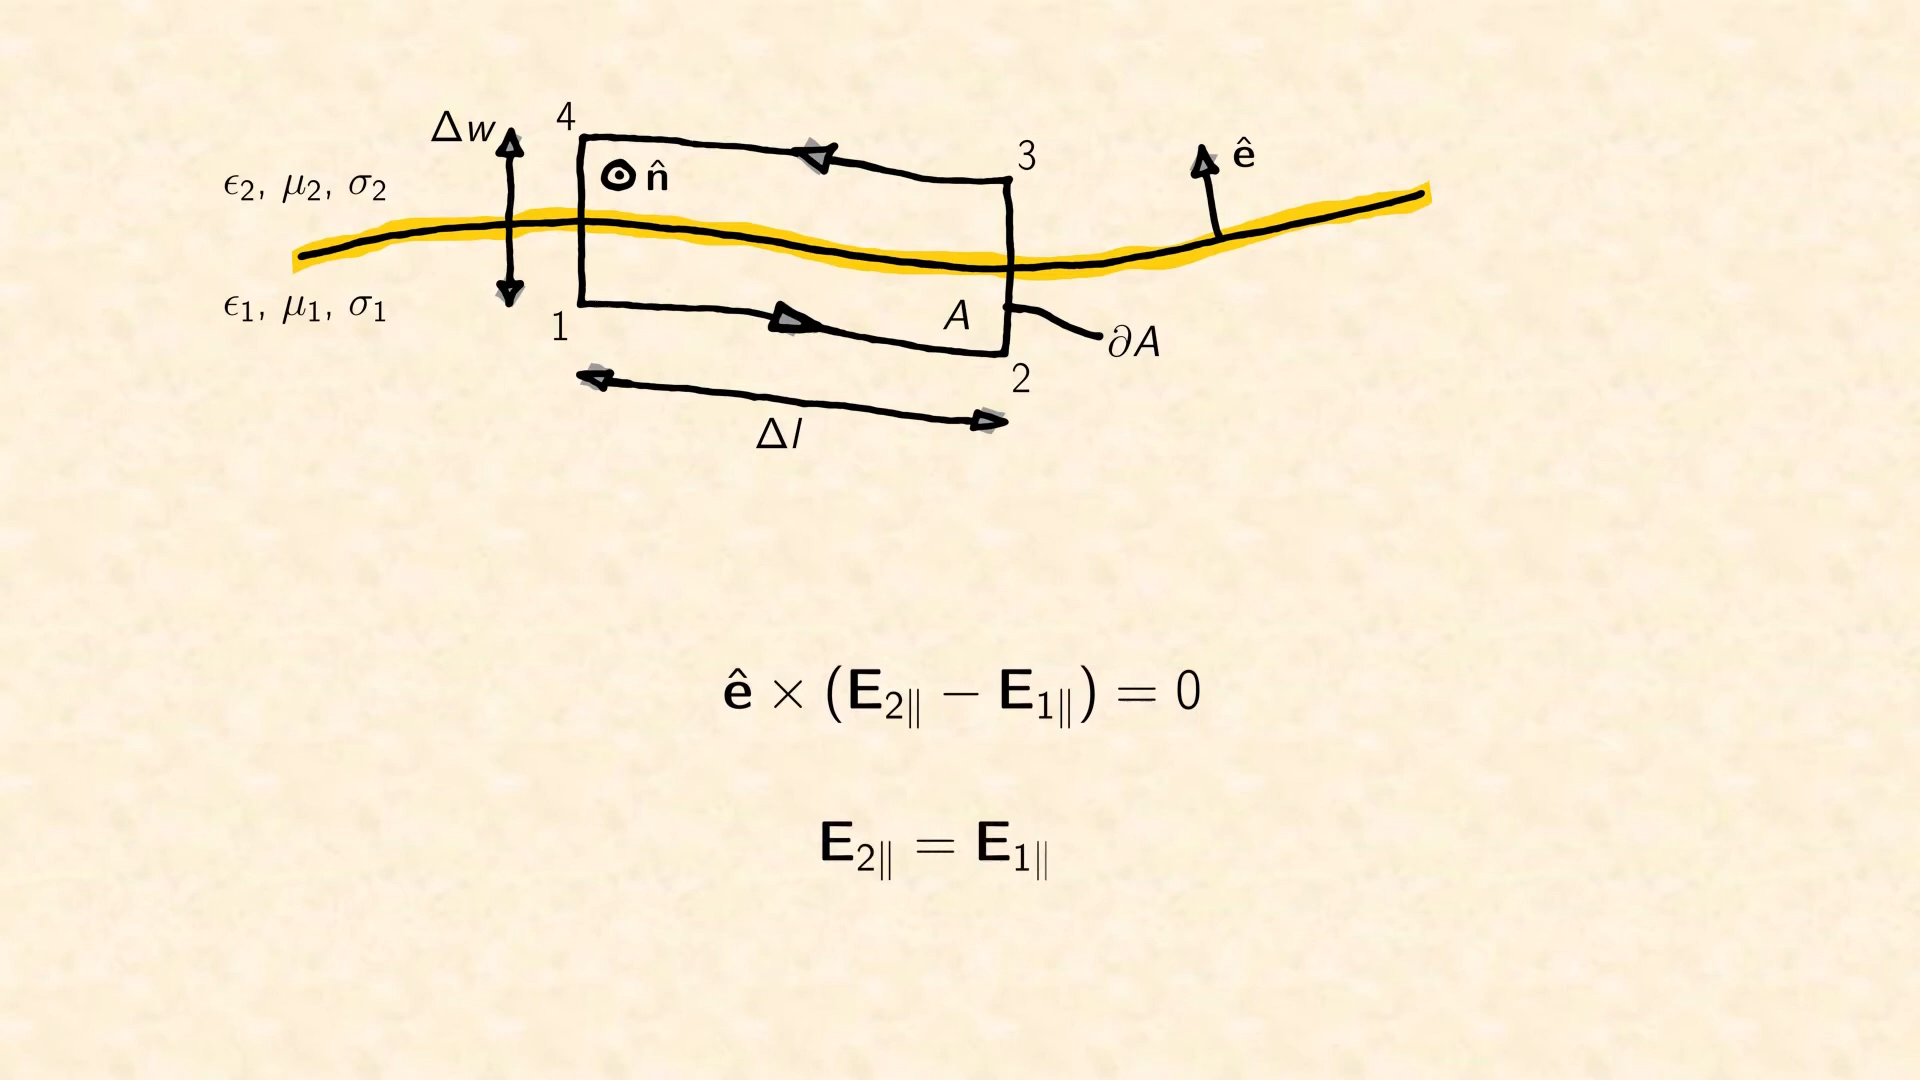 4
Δw
3
ê
n̂
ϵ₂, μ₂, σ₂
ϵ₁, μ₁, σ₁
A
1
∂A
2
Δl
ê × (E₂∥ − E₁∥) = 0
E₂∥ = E₁∥